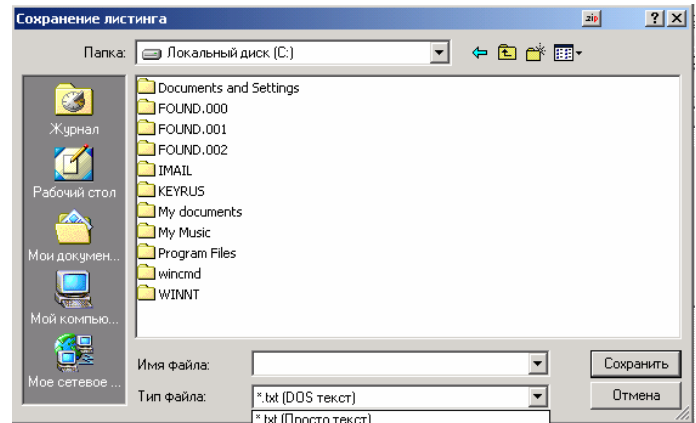 Сохранение листинга
zip
Папка: Локальный диск (C:)
Documents and Settings
FOUND.000
FOUND.001
FOUND.002
IMAIL
KEYRUS
My documents
My Music
Program Files
wincmd
WINNT
Журнал
Рабочий стол
Мои докумен...
Мой компью...
Мое сетевое ...
Имя файла:
Сохранить
Тип файла: *.txt (DOS текст)
Отмена
*.txt (Просто текст)